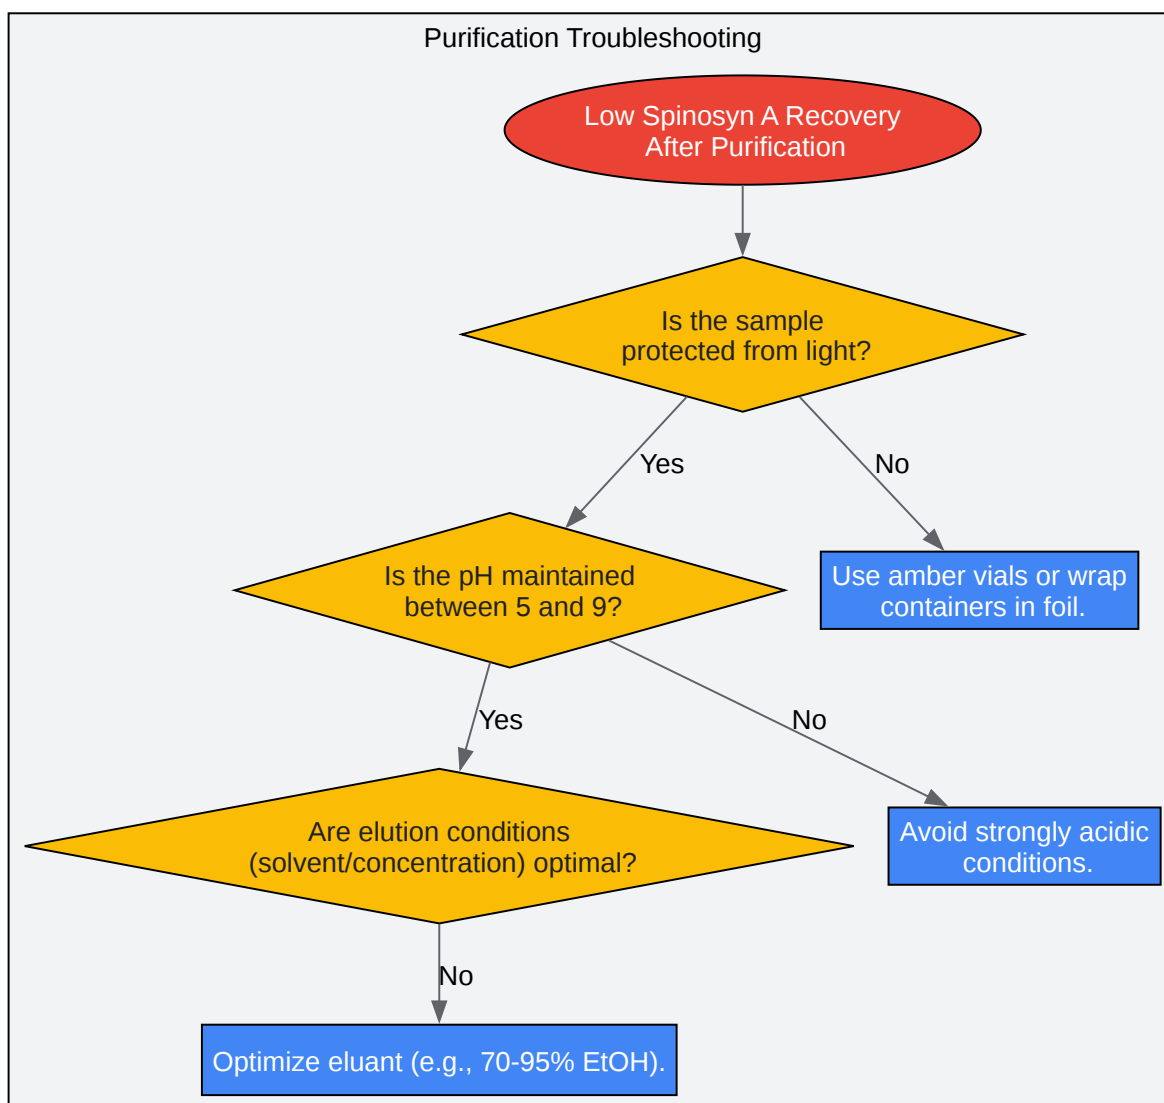 Purification Troubleshooting
Low Spinosyn A Recovery
After Purification
Is the sample
protected from light?
Yes
No
Is the pH maintained
between 5 and 9?
Use amber vials or wrap
containers in foil.
Yes
No
Are elution conditions
(solvent/concentration) optimal?
Avoid strongly acidic
conditions.
No
Optimize eluant (e.g., 70-95% EtOH).